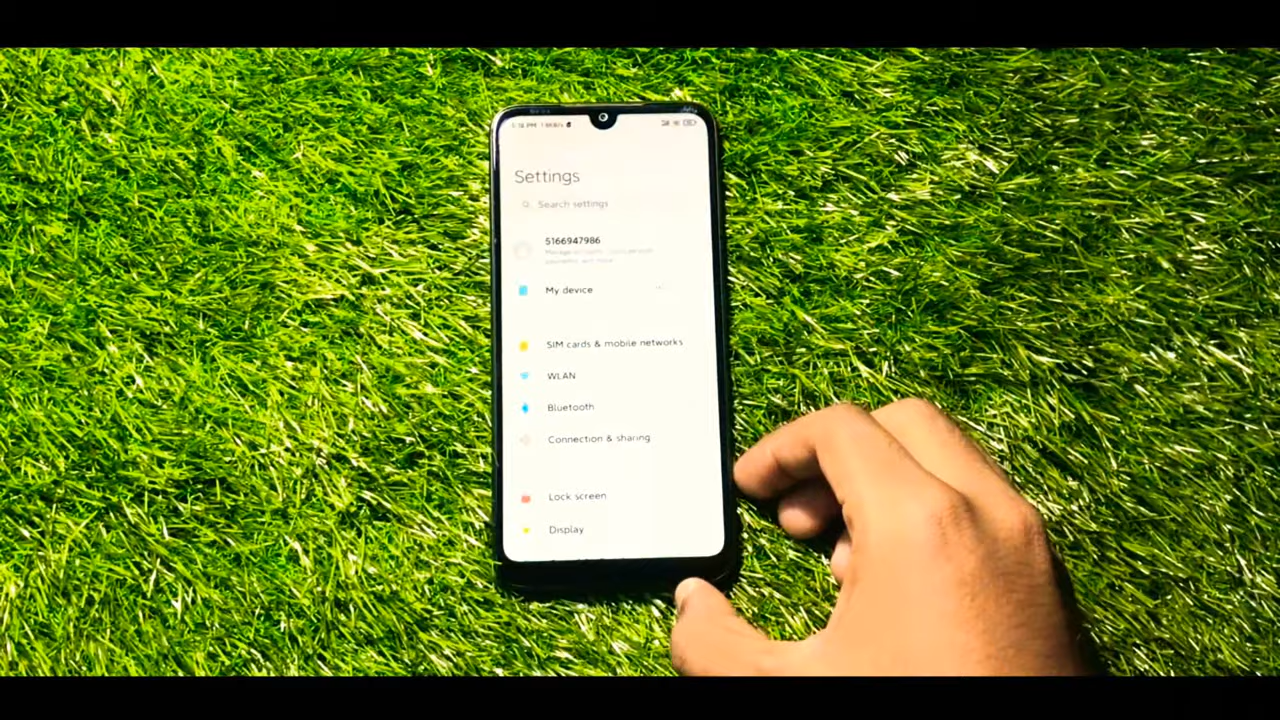 Settings
Search settings
5166947986
My device
SIM cards & mobile networks
WLAN
Bluetooth
Connection & sharing
Lock screen
Display